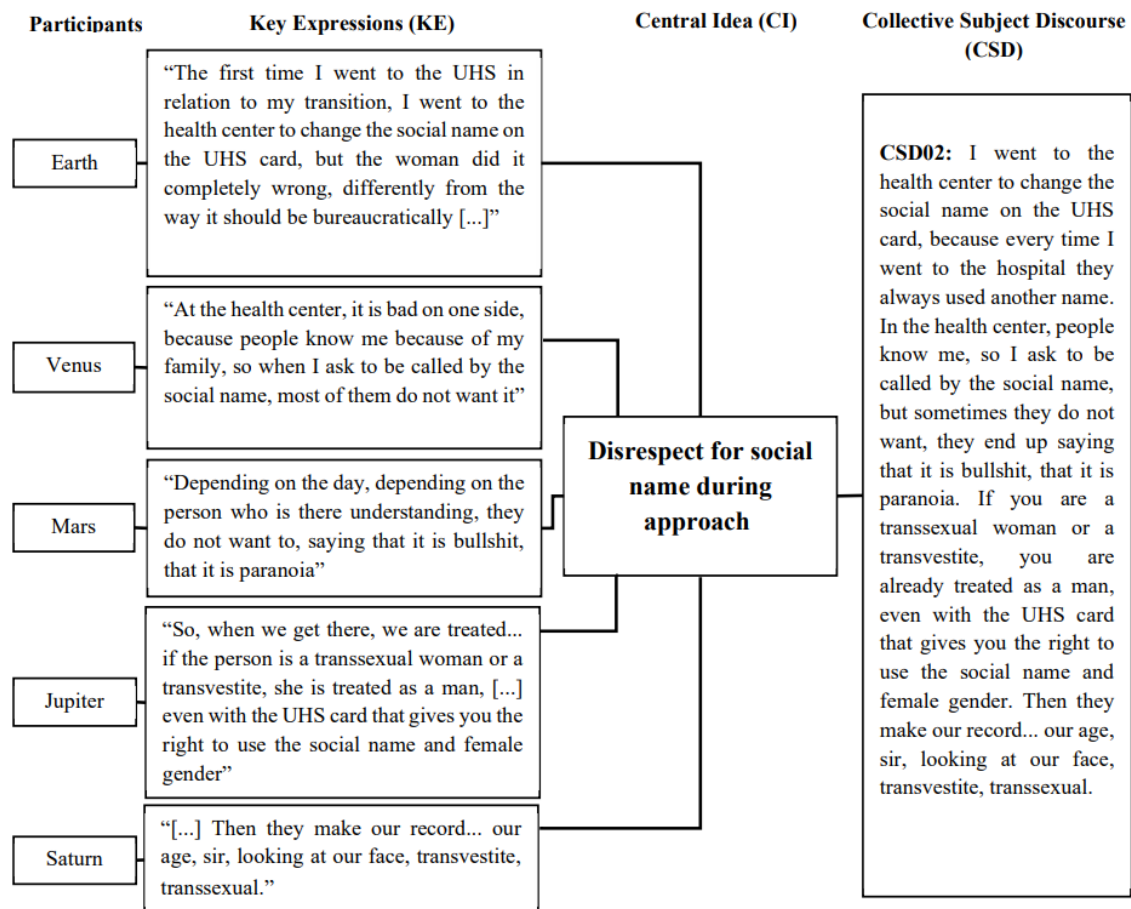 Participants
Key Expressions (KE)
Central Idea (CI)
Collective Subject Discourse
(CSD)
Earth
“The first time I went to the UHS in
relation to my transition, I went to the
health center to change the social name on
the UHS card, but the woman did it
completely wrong, differently from the
way it should be bureaucratically [...]”
Venus
“At the health center, it is bad on one side,
because people know me because of my
family, so when I ask to be called by the
social name, most of them do not want it”
Mars
“Depending on the day, depending on the
person who is there understanding, they
do not want to, saying that it is bullshit,
that it is paranoia”
Jupiter
“So, when we get there, we are treated...
if the person is a transsexual woman or a
transvestite, she is treated as a man, [...]
even with the UHS card that gives you the
right to use the social name and female
gender”
Saturn
“[...] Then they make our record... our
age, sir, looking at our face, transvestite,
transsexual.”
Disrespect for social
name during
approach
CSD02: I went to the
health center to change the
social name on the UHS
card, because every time I
went to the hospital they
always used another name.
In the health center, people
know me, so I ask to be
called by the social name,
but sometimes they do not
want, they end up saying
that it is bullshit, that it is
paranoia. If you are a
transsexual woman or a
transvestite, you are
already treated as a man,
even with the UHS card
that gives you the right to
use the social name and
female gender. Then they
make our record... our age,
sir, looking at our face,
transvestite, transsexual.